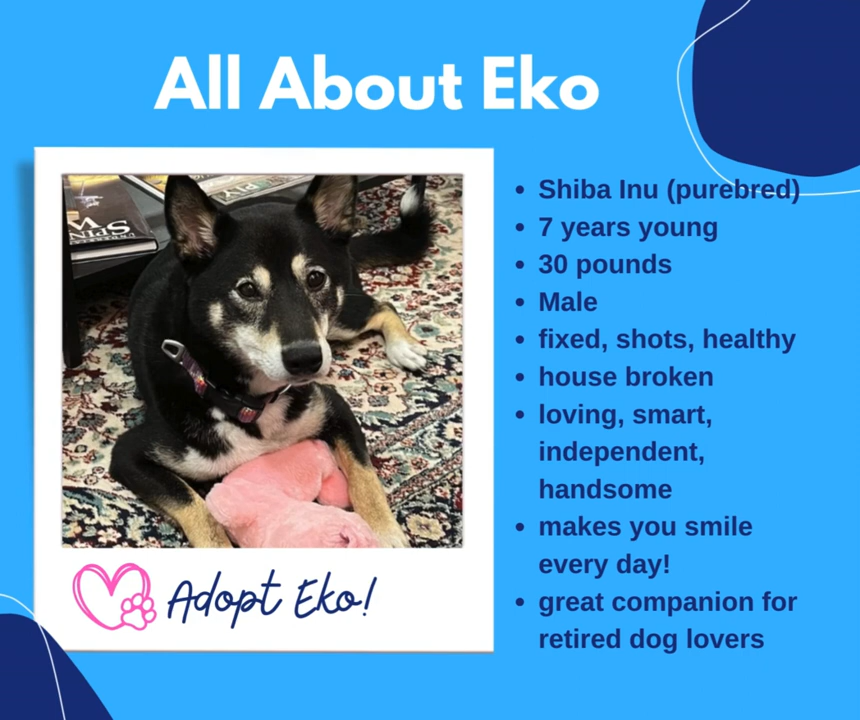 All About Eko
• Shiba Inu (purebred)
• 7 years young
• 30 pounds
• Male
• fixed, shots, healthy
• house broken
• loving, smart,
independent,
handsome
• makes you smile
every day!
• great companion for
retired dog lovers
Adopt Eko!